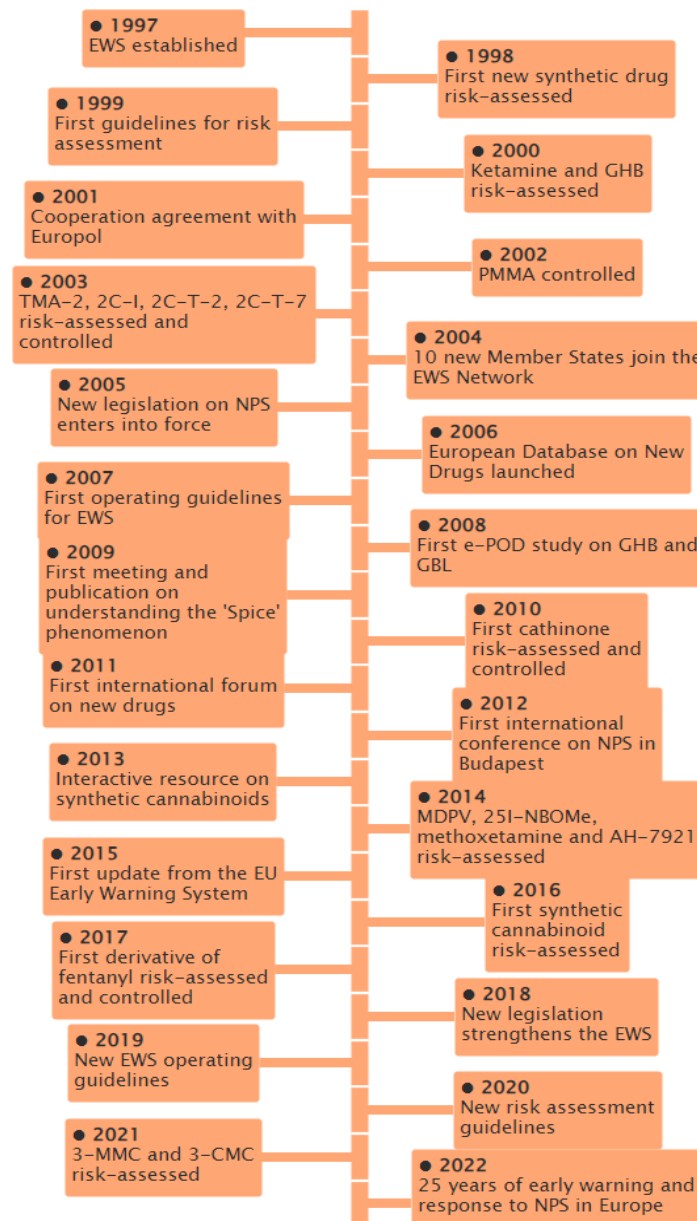 ● 1997
EWS established
● 1998
First new synthetic drug
risk-assessed
● 1999
First guidelines for risk
assessment
● 2000
Ketamine and GHB
risk-assessed
● 2001
Cooperation agreement with
Europol
● 2002
PMMA controlled
● 2003
TMA-2, 2C-I, 2C-T-2, 2C-T-7
risk-assessed and
controlled
● 2004
10 new Member States join the
EWS Network
● 2005
New legislation on NPS
enters into force
● 2006
European Database on New
Drugs launched
● 2007
First operating guidelines
for EWS
● 2008
First e-POD study on GHB and
GBL
● 2009
First meeting and
publication on
understanding the 'Spice'
phenomenon
● 2010
First cathinone
risk-assessed and
controlled
● 2011
First international forum
on new drugs
● 2012
First international
conference on NPS in
Budapest
● 2013
Interactive resource on
synthetic cannabinoids
● 2014
MDPV, 25I-NBOMe,
methoxetamine and AH-7921
risk-assessed
● 2015
First update from the EU
Early Warning System
● 2016
First synthetic
cannabinoid
risk-assessed
● 2017
First derivative of
fentanyl risk-assessed
and controlled
● 2018
New legislation
strengthens the EWS
● 2019
New EWS operating
guidelines
● 2020
New risk assessment
guidelines
● 2021
3-MMC and 3-CMC
risk-assessed
● 2022
25 years of early warning and
response to NPS in Europe